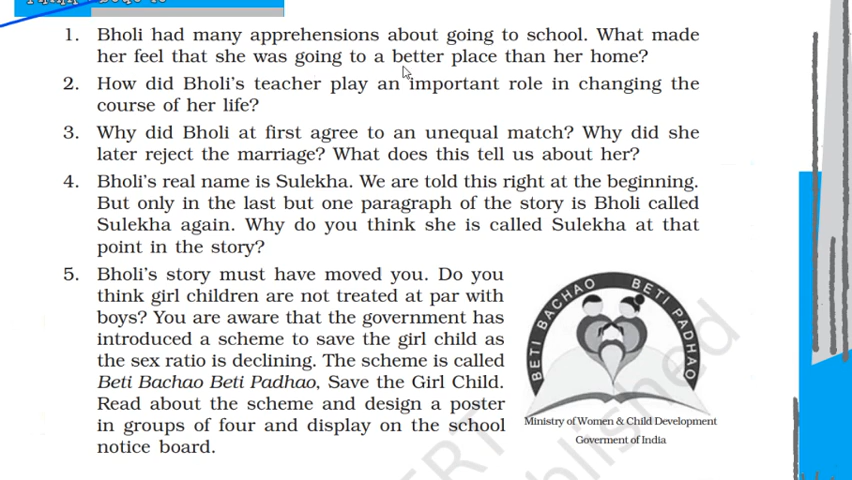 1. Bholi had many apprehensions about going to school. What made
her feel that she was going to a better place than her home?
2. How did Bholi's teacher play an important role in changing the
course of her life?
3. Why did Bholi at first agree to an unequal match? Why did she
later reject the marriage? What does this tell us about her?
4. Bholi's real name is Sulekha. We are told this right at the beginning.
But only in the last but one paragraph of the story is Bholi called
Sulekha again. Why do you think she is called Sulekha at that
point in the story?
5. Bholi's story must have moved you. Do you
think girl children are not treated at par with
boys? You are aware that the government has
introduced a scheme to save the girl child as
the sex ratio is declining. The scheme is called
Beti Bachao Beti Padhao, Save the Girl Child.
Read about the scheme and design a poster
in groups of four and display on the school
notice board.
BETI BACHAO BETI PADHAO
Ministry of Women & Child Development
Goverment of India